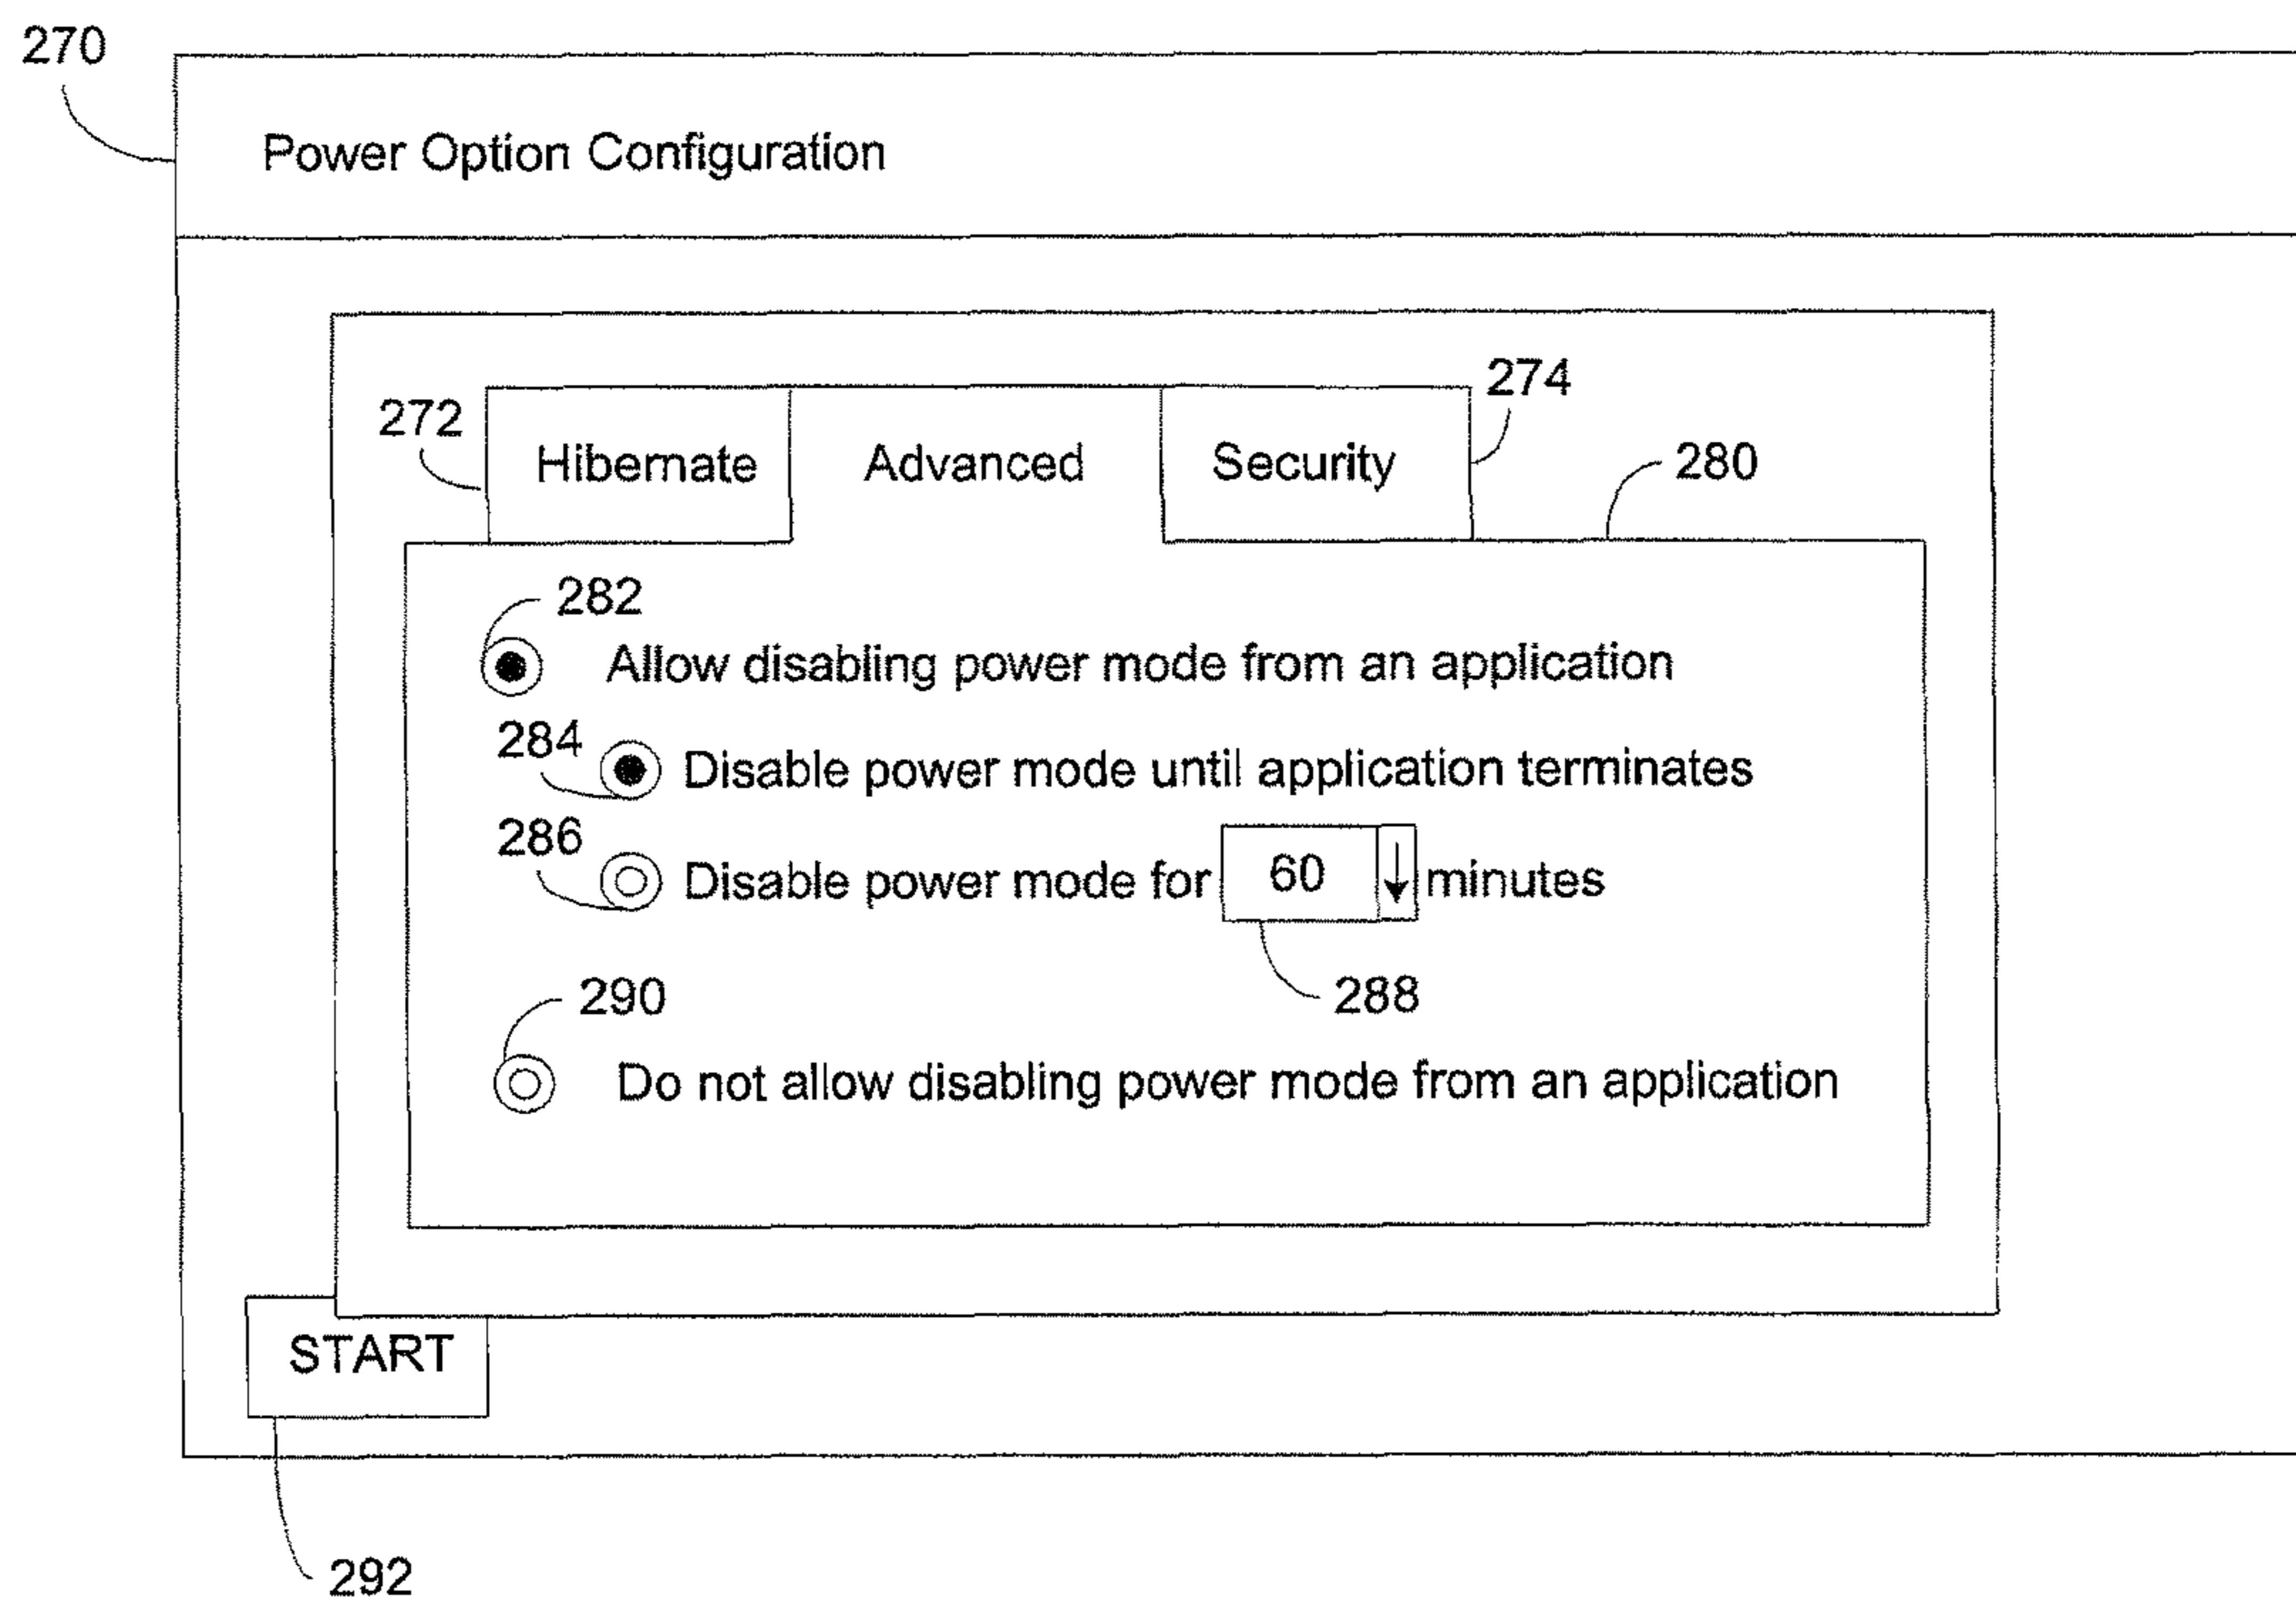 270
Power Option Configuration
274
272
Hibernate Advanced Security
280
282
Allow disabling power mode from an application
284
Disable power mode until application terminates
286
Disable power mode for 60 minutes
290
288
Do not allow disabling power mode from an application
START
292